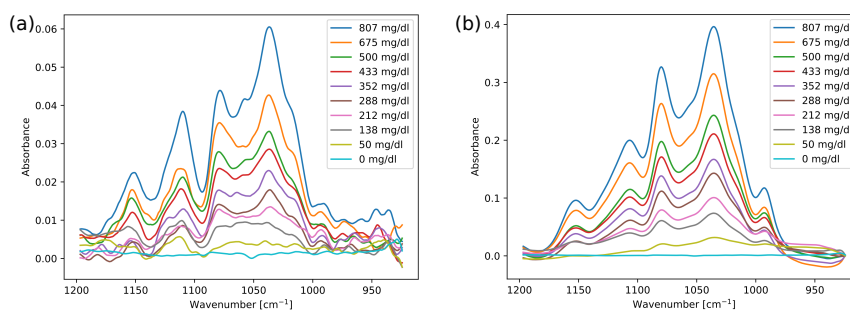 (a)
0.06
0.05
0.04
0.03
0.02
0.01
0.00
Absorbance
1200
1150
1100
1050
1000
950
Wavenumber [cm⁻¹]
807 mg/dl
675 mg/dl
500 mg/dl
433 mg/dl
352 mg/dl
288 mg/dl
212 mg/dl
138 mg/dl
50 mg/dl
0 mg/dl
(b)
0.4
0.3
0.2
0.1
0.0
Absorbance
1200
1150
1100
1050
1000
950
Wavenumber [cm⁻¹]
807 mg/dl
675 mg/dl
500 mg/dl
433 mg/dl
352 mg/dl
288 mg/dl
212 mg/dl
138 mg/dl
50 mg/dl
0 mg/dl